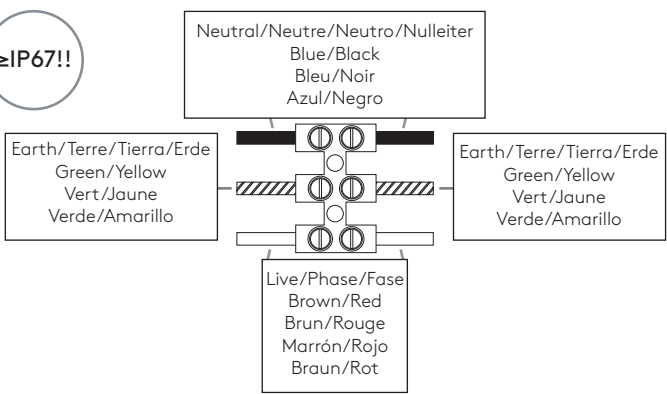 ≥IP67!!
Neutral/Neutre/Neutro/Nulleiter
Blue/Black
Bleu/Noir
Azul/Negro
Earth/Terre/Tierra/Erde
Green/Yellow
Vert/Jaune
Verde/Amarillo
Earth/Terre/Tierra/Erde
Green/Yellow
Vert/Jaune
Verde/Amarillo
Live/Phase/Fase
Brown/Red
Brun/Rouge
Marrón/Rojo
Braun/Rot